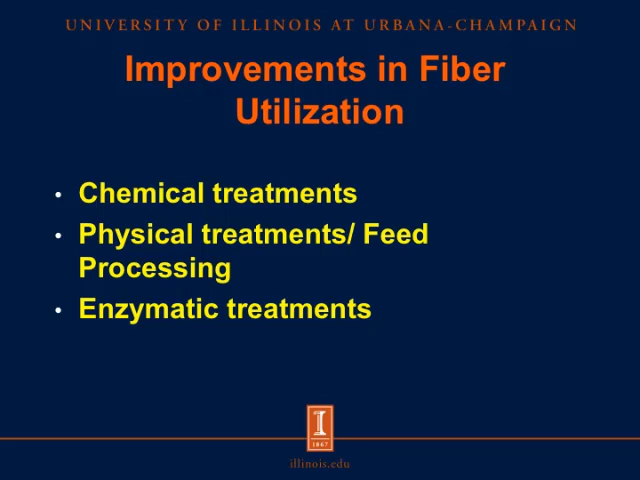 UNIVERSITY OF ILLINOIS AT URBANA-CHAMPAIGN
Improvements in Fiber
Utilization
• Chemical treatments
• Physical treatments/ Feed
Processing
• Enzymatic treatments
I
1867
illinois.edu